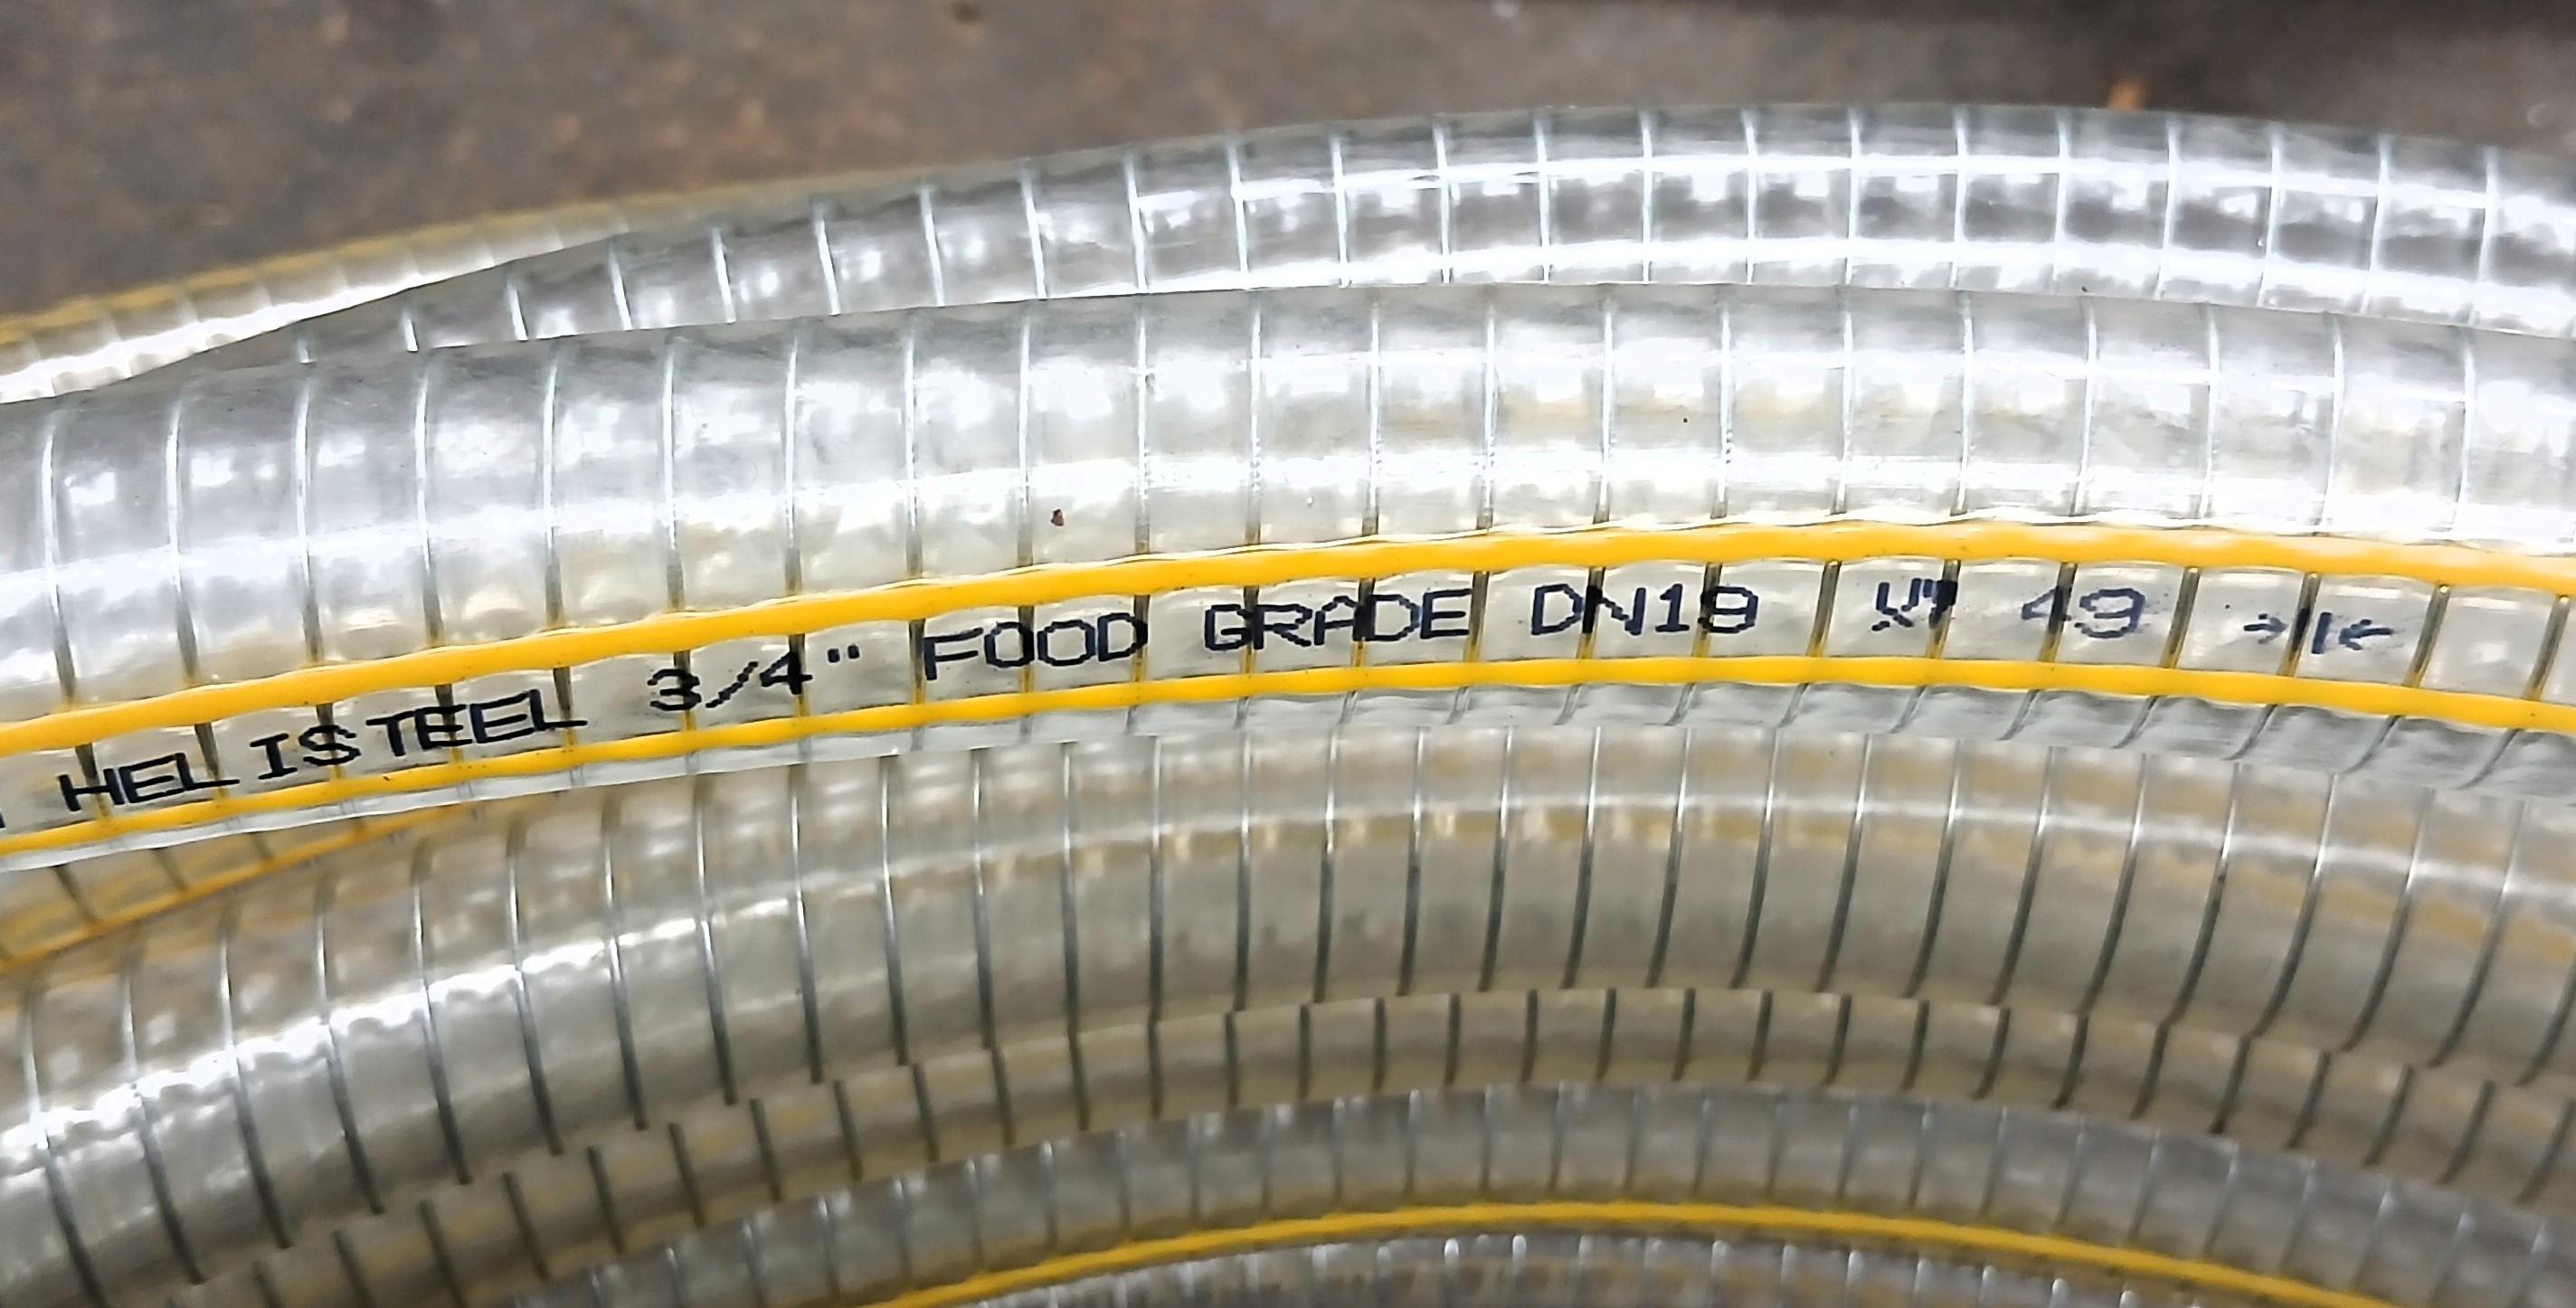 HELISTEEL 3/4" FOOD GRADE DN19 49 →||←